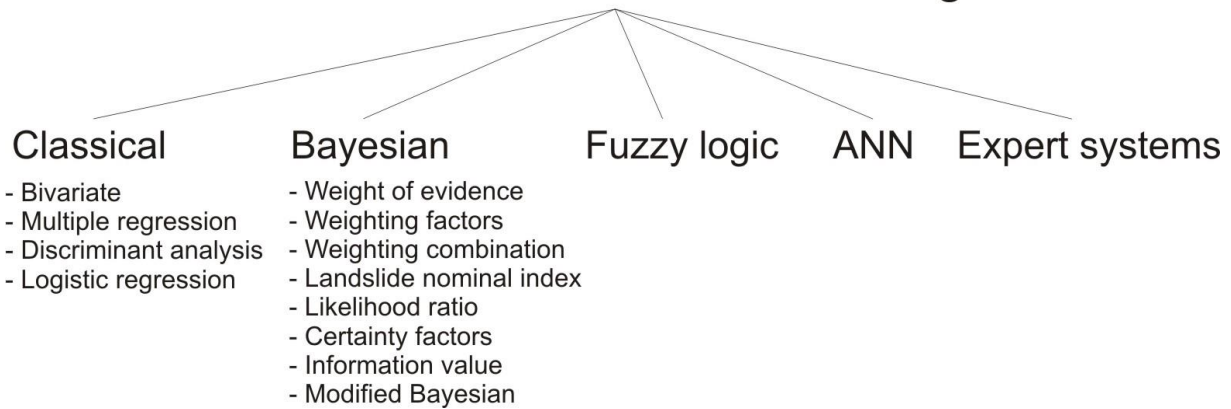 Classical
- Bivariate
- Multiple regression
- Discriminant analysis
- Logistic regression
Bayesian
- Weight of evidence
- Weighting factors
- Weighting combination
- Landslide nominal index
- Likelihood ratio
- Certainty factors
- Information value
- Modified Bayesian
Fuzzy logic
ANN
Expert systems